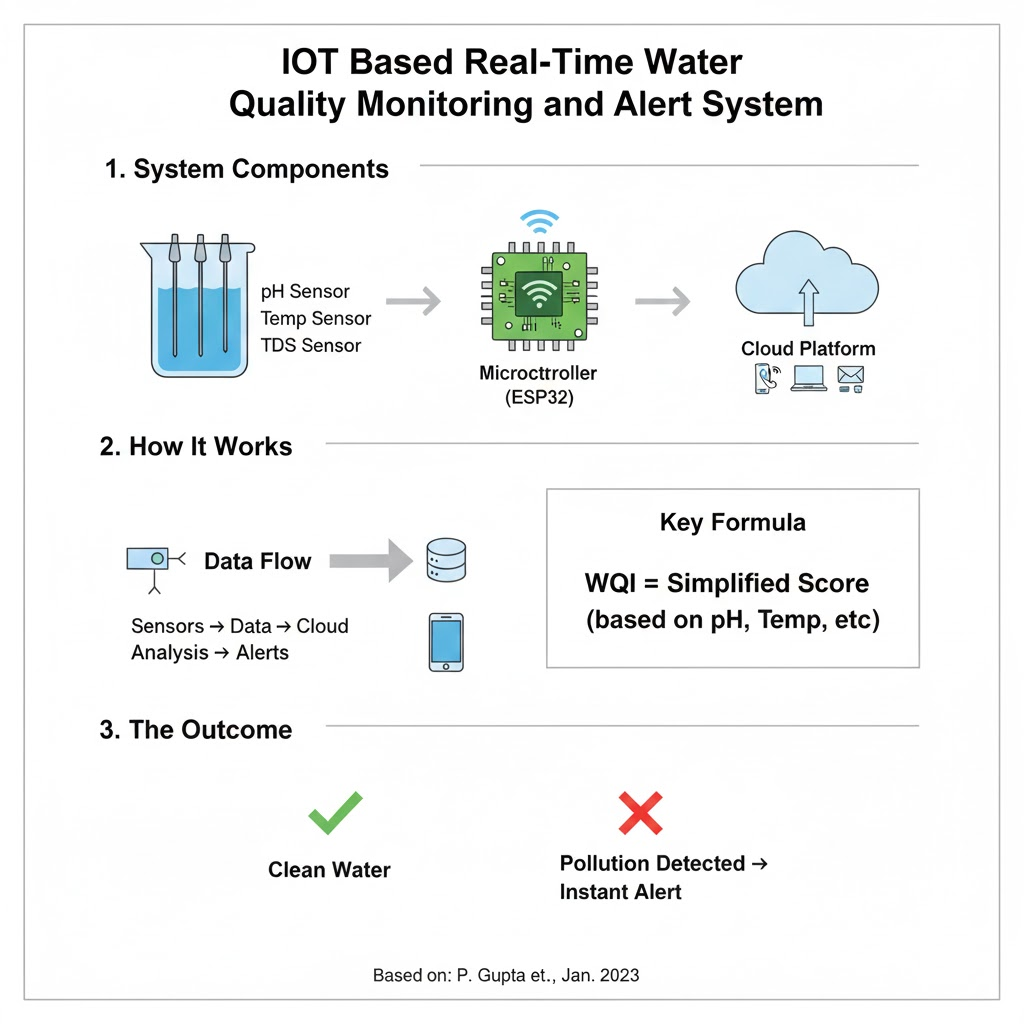 IOT Based Real-Time Water
Quality Monitoring and Alert System
1. System Components
pH Sensor
Temp Sensor
TDS Sensor
Microctrroller
(ESP32)
Cloud Platform
2. How It Works
Data Flow
Sensors → Data → Cloud
Analysis → Alerts
Key Formula
WQI = Simplified Score
(based on pH, Temp, etc)
3. The Outcome
Clean Water
Pollution Detected →
Instant Alert
Based on: P. Gupta et., Jan. 2023